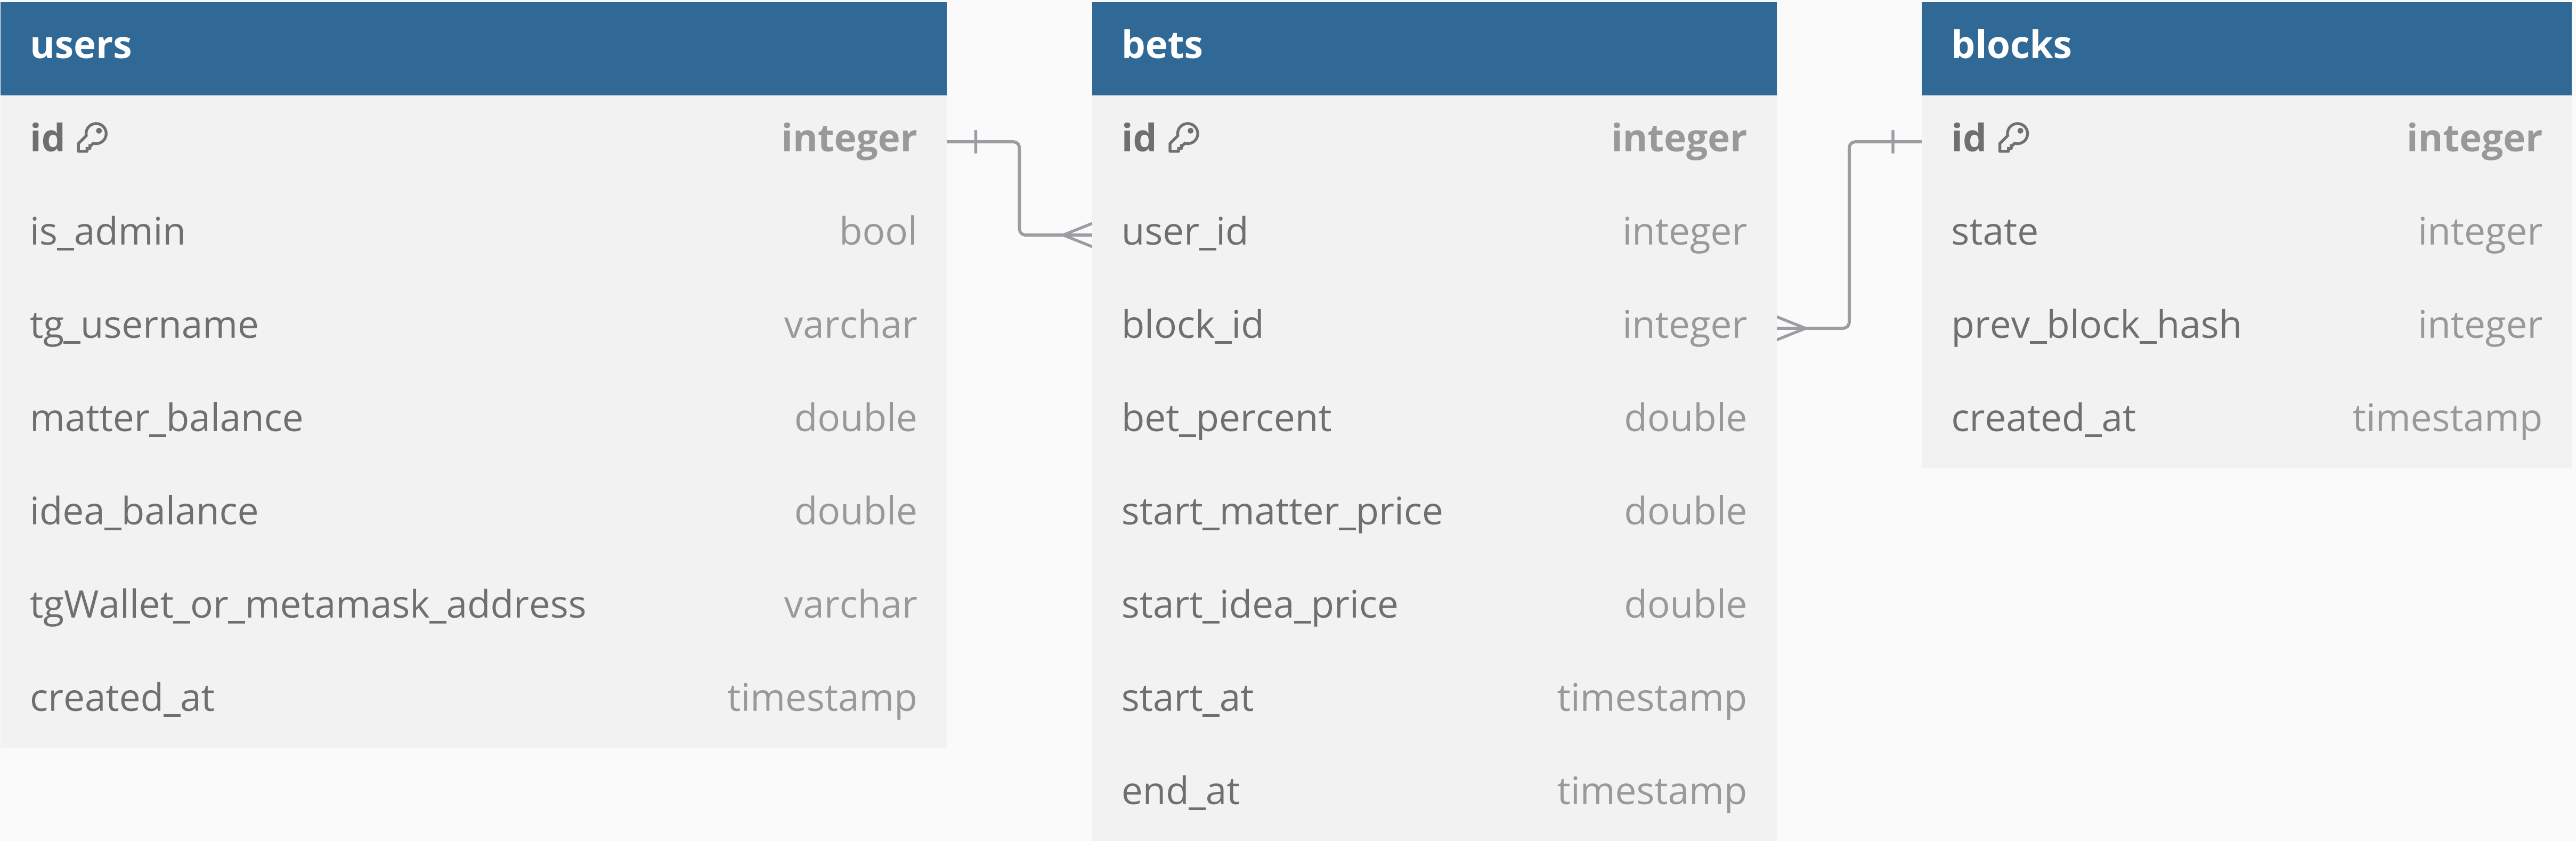 users
id integer
is_admin bool
tg_username varchar
matter_balance double
idea_balance double
tgWallet_or_metamask_address varchar
created_at timestamp
bets
id integer
user_id integer
block_id integer
bet_percent double
start_matter_price double
start_idea_price double
start_at timestamp
end_at timestamp
blocks
id integer
state integer
prev_block_hash integer
created_at timestamp